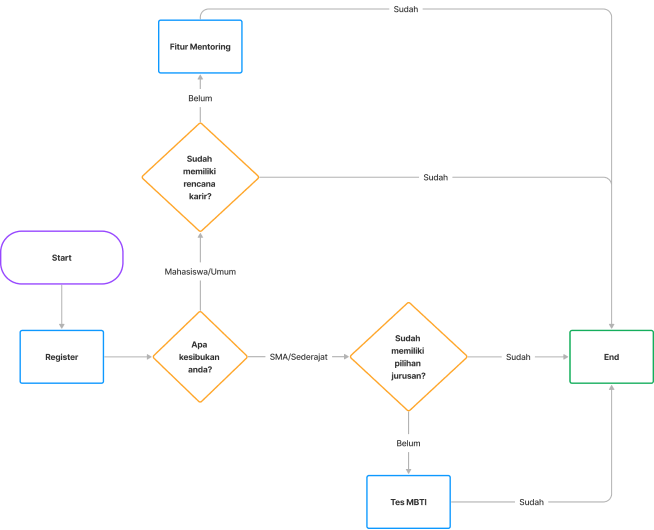 Sudah
Fitur Mentoring
Belum
Sudah
memiliki
rencana
karir?
Sudah
Start
Mahasiswa/Umum
Register
Apa
kesibukan
anda?
SMA/Sederajat
Sudah
memiliki
pilihan
jurusan?
Sudah
End
Belum
Tes MBTI
Sudah